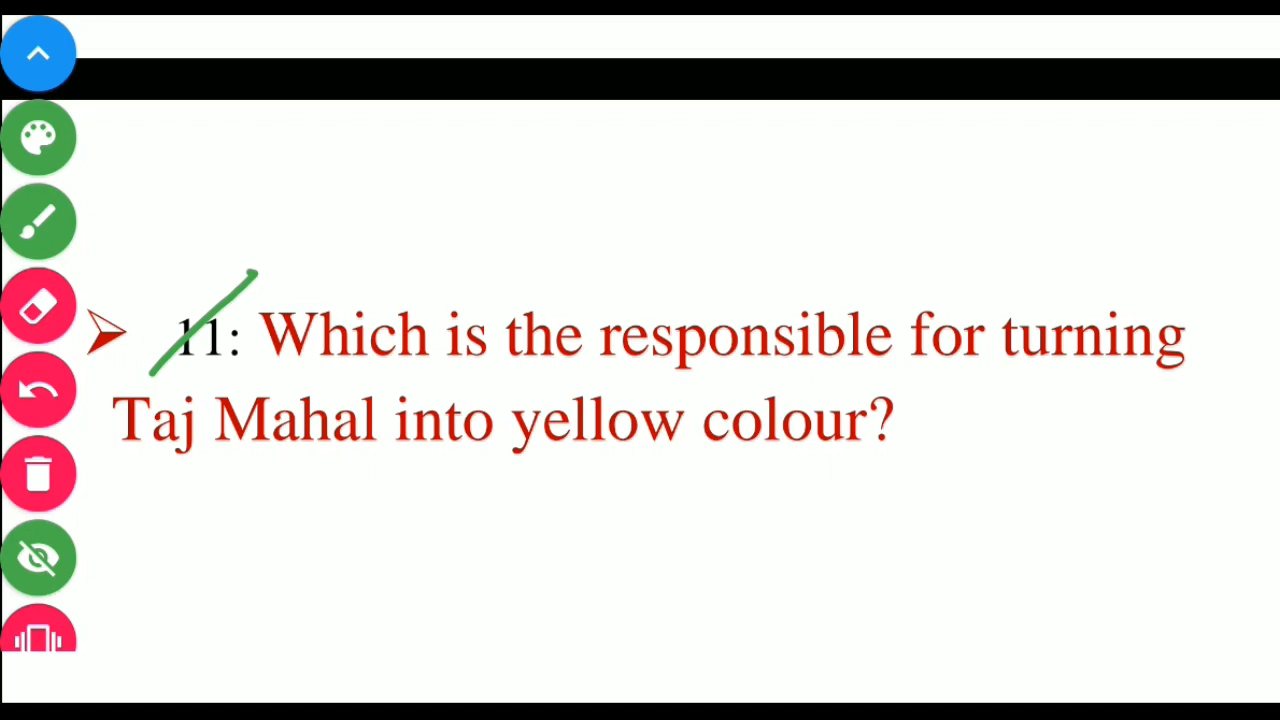 11: Which is the responsible for turning
Taj Mahal into yellow colour?